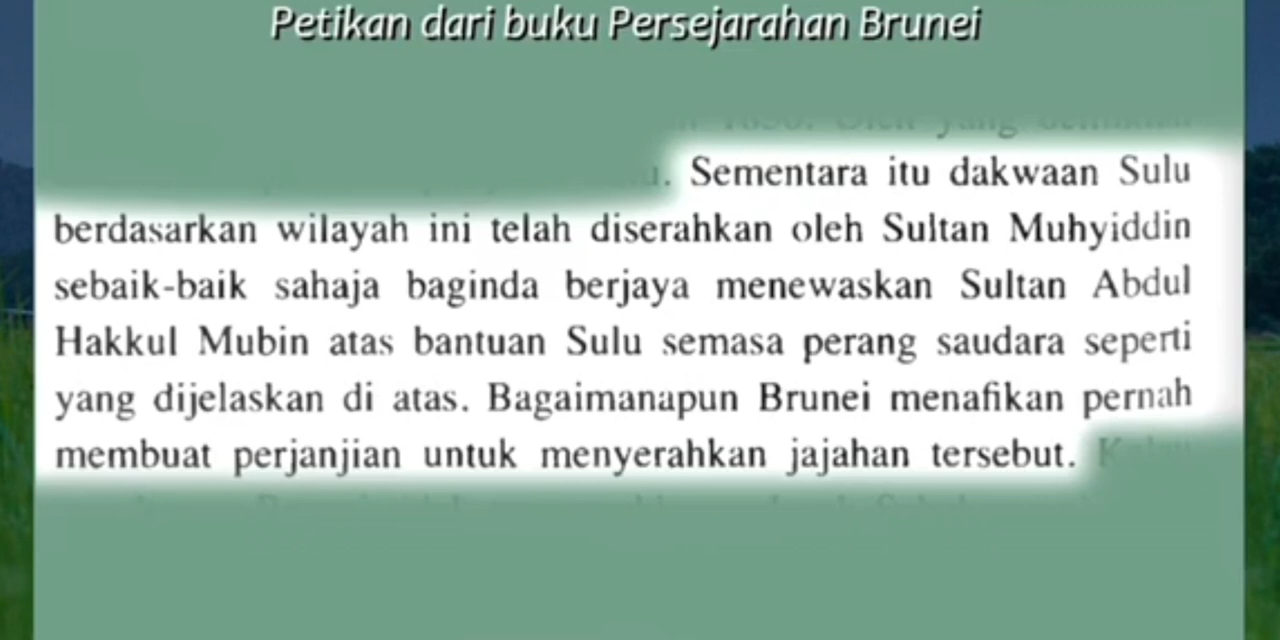 Petikan dari buku Persejarahan Brunei
Sementara itu dakwaan Sulu
berdasarkan wilayah ini telah diserahkan oleh Sultan Muhyiddin
sebaik-baik sahaja baginda berjaya menewaskan Sultan Abdul
Hakkul Mubin atas bantuan Sulu semasa perang saudara seperti
yang dijelaskan di atas. Bagaimanapun Brunei menafikan pernah
membuat perjanjian untuk menyerahkan jajahan tersebut.